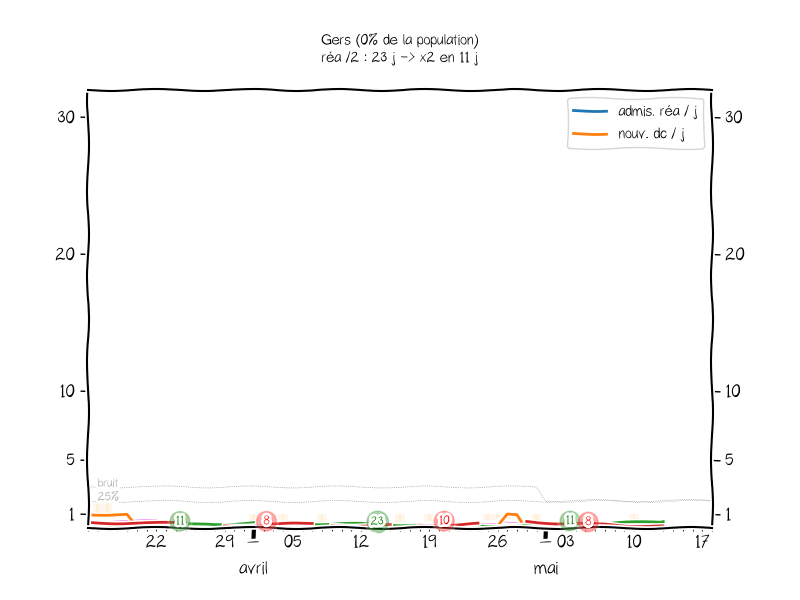 Gers (0% de la population)
réa /2 : 23 j -> x2 en 11 j
admis. réa / j
nouv. dc / j
30 30
20 20
10 10
5 5
bruit
25%
1 1
11 8 23 10 11 8
22 29 05 12 19 26 03 10 17
avril mai